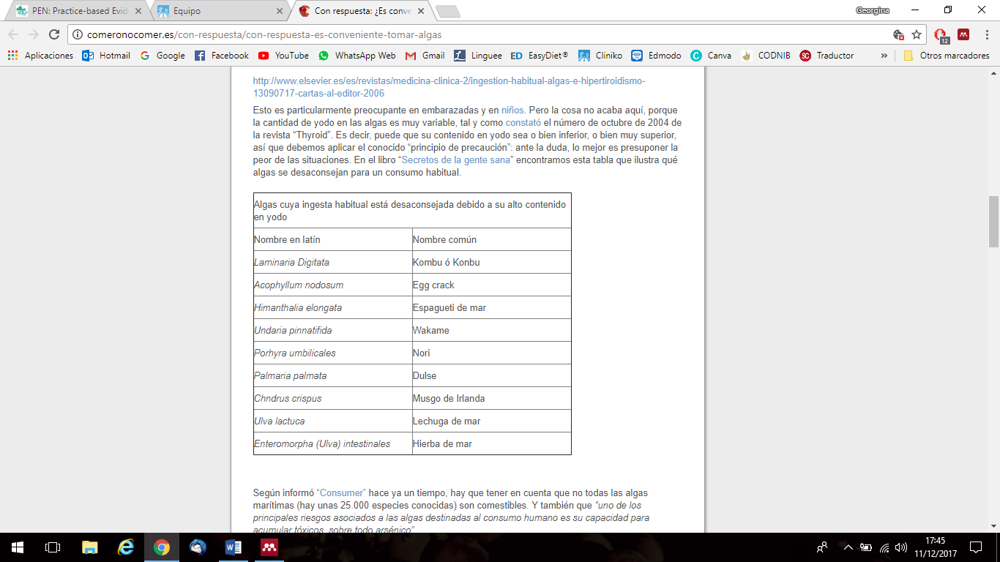 PEN: Practice-based Evid
Equipo
Con respuesta: ¿Es conve
Georgina
comeronocomer.es/con-respuesta/con-respuesta-es-conveniente-tomar-algas
12
Aplicaciones Hotmail Google Facebook YouTube WhatsApp Web Gmail Linguee ED EasyDiet® Cliniko Edmodo Canva CODNIB SC Traductor » Otros marcadores
http://www.elsevier.es/es/revistas/medicina-clinica-2/ingestion-habitual-algas-e-hipertiroidismo-
13090717-cartas-al-editor-2006
Esto es particularmente preocupante en embarazadas y en niños. Pero la cosa no acaba aquí, porque
la cantidad de yodo en las algas es muy variable, tal y como constató el número de octubre de 2004 de
la revista “Thyroid”. Es decir, puede que su contenido en yodo sea o bien inferior, o bien muy superior,
así que debemos aplicar el conocido “principio de precaución”: ante la duda, lo mejor es presuponer la
peor de las situaciones. En el libro “Secretos de la gente sana” encontramos esta tabla que ilustra qué
algas se desaconsejan para un consumo habitual.
Algas cuya ingesta habitual está desaconsejada debido a su alto contenido
en yodo
Nombre en latín Nombre común
Laminaria Digitata Kombu ó Konbu
Acophyllum nodosum Egg crack
Himanthalia elongata Espagueti de mar
Undaria pinnatifida Wakame
Porhyra umbilicales Nori
Palmaria palmata Dulse
Chndrus crispus Musgo de Irlanda
Ulva lactuca Lechuga de mar
Enteromorpha (Ulva) intestinales Hierba de mar
Según informó “Consumer” hace ya un tiempo, hay que tener en cuenta que no todas las algas
marítimas (hay unas 25.000 especies conocidas) son comestibles. Y también que “uno de los
principales riesgos asociados a las algas destinadas al consumo humano es su capacidad para
acumular tóxicos, sobre todo arsénico”
17:45
11/12/2017